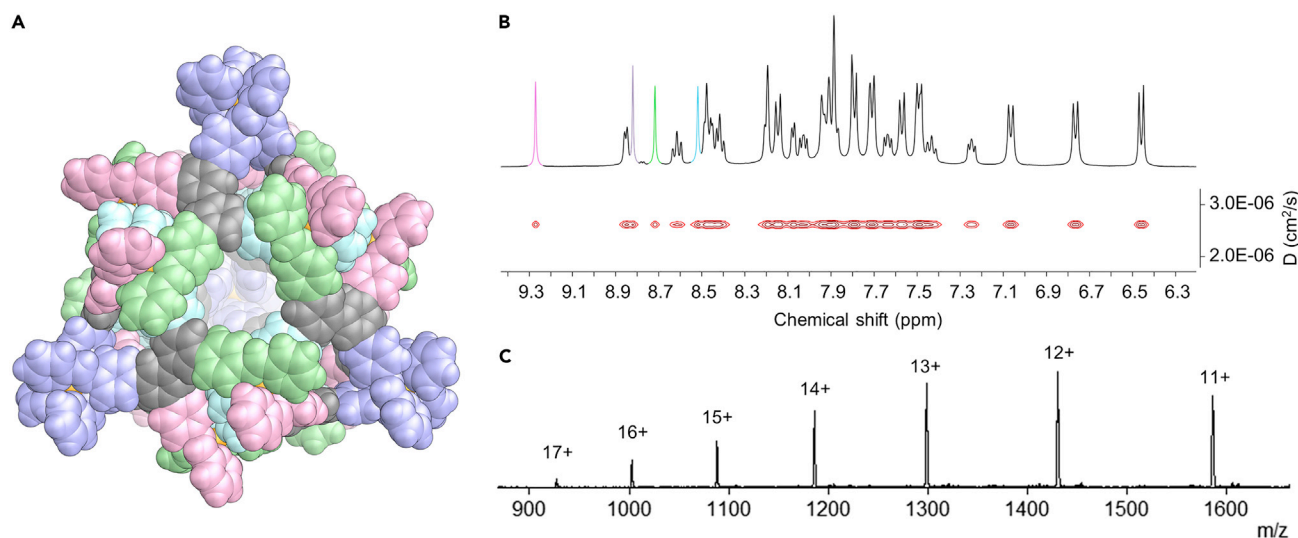 A
B
3.0E-06
2.0E-06
D (cm²/s)
9.3 9.1 8.9 8.7 8.5 8.3 8.1 7.9 7.7 7.5 7.3 7.1 6.9 6.7 6.5 6.3
Chemical shift (ppm)
C
17+ 16+ 15+ 14+ 13+ 12+ 11+
900 1000 1100 1200 1300 1400 1500 1600
m/z